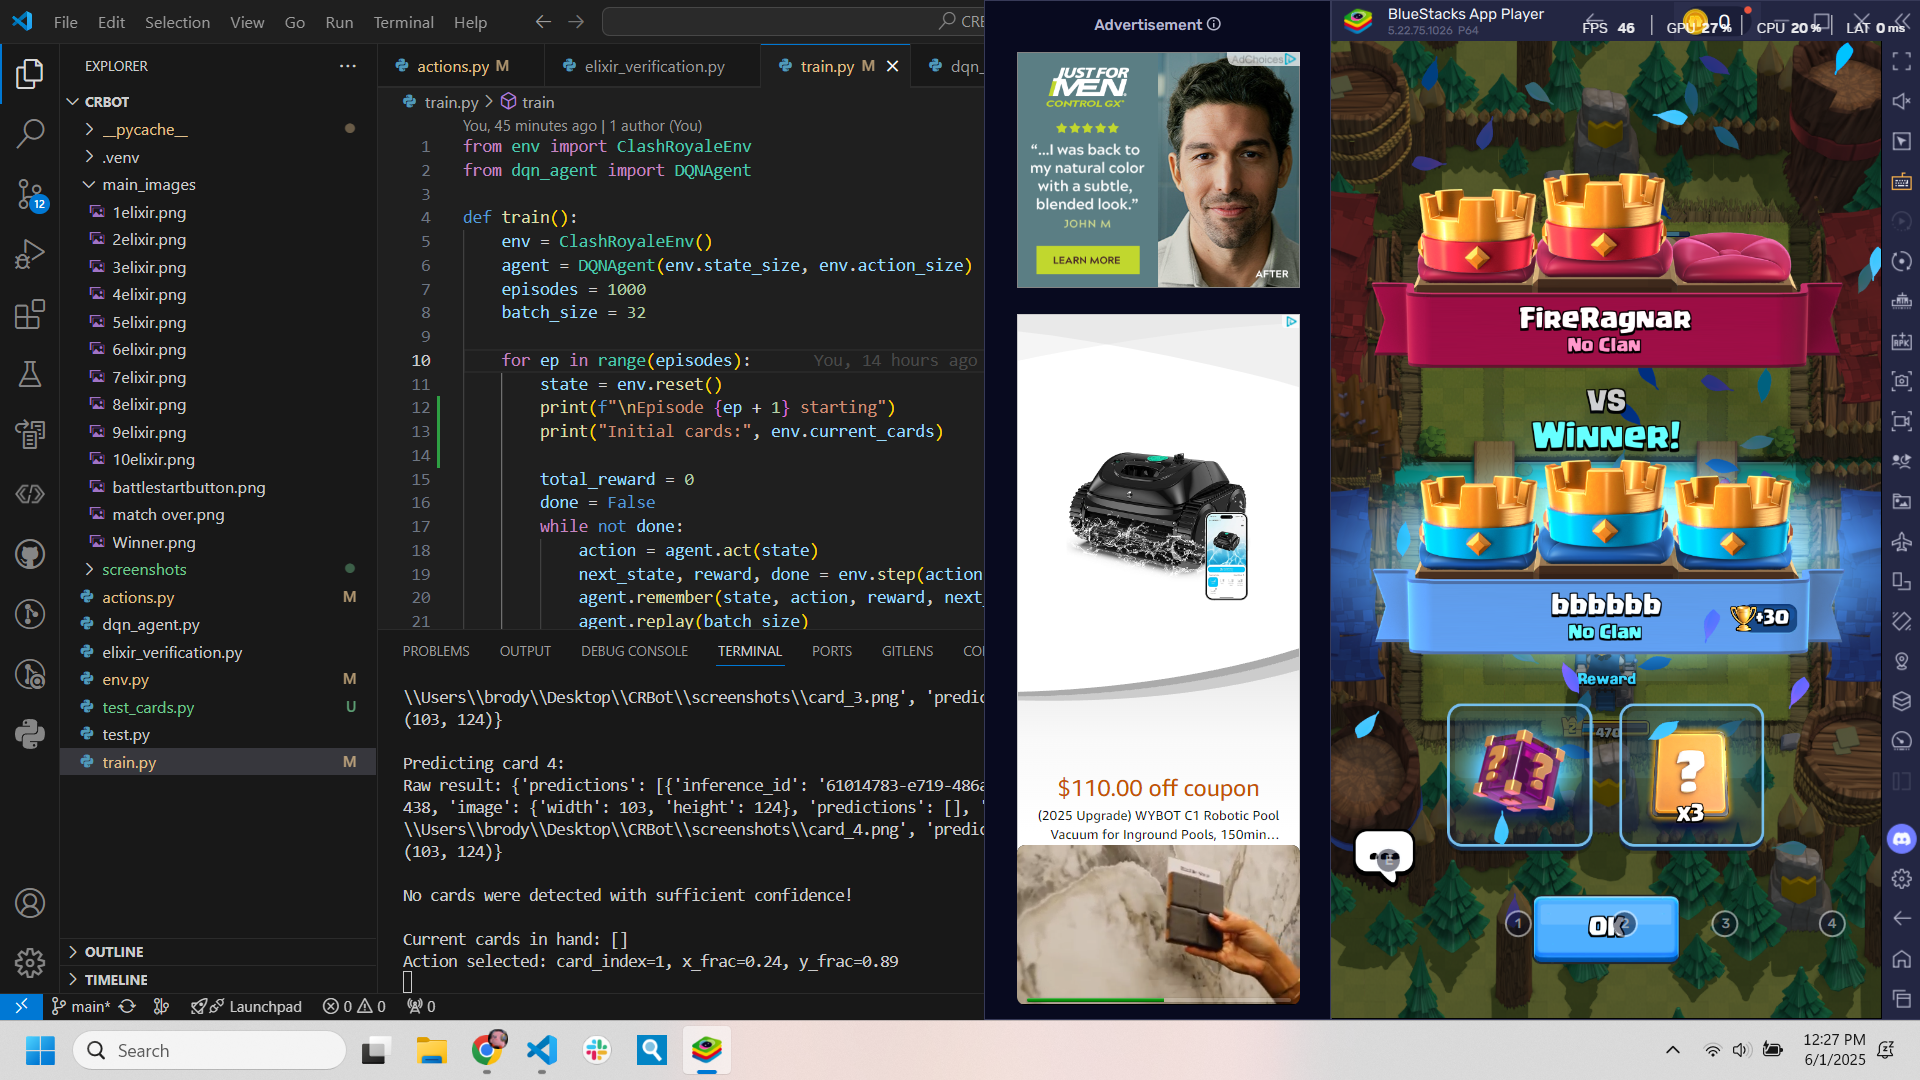 File Edit Selection View Go Run Terminal Help
CR
EXPLORER
CRBOT
__pycache__
.venv
main_images
1elixir.png
2elixir.png
3elixir.png
4elixir.png
5elixir.png
6elixir.png
7elixir.png
8elixir.png
9elixir.png
10elixir.png
battlestartbutton.png
match over.png
Winner.png
screenshots
actions.py M
dqn_agent.py
elixir_verification.py
env.py M
test_cards.py U
test.py
train.py M
OUTLINE
TIMELINE
12
actions.py M elixir_verification.py train.py M dqn_
train.py > train
You, 45 minutes ago | 1 author (You)
1 from env import ClashRoyaleEnv
2 from dqn_agent import DQNAgent
3
4 def train():
5 env = ClashRoyaleEnv()
6 agent = DQNAgent(env.state_size, env.action_size)
7 episodes = 1000
8 batch_size = 32
9
10 for ep in range(episodes): You, 14 hours ago
11 state = env.reset()
12 print(f"\nEpisode {ep + 1} starting")
13 print("Initial cards:", env.current_cards)
14
15 total_reward = 0
16 done = False
17 while not done:
18 action = agent.act(state)
19 next_state, reward, done = env.step(action
20 agent.remember(state, action, reward, next_
21 agent.replay(batch_size)
PROBLEMS OUTPUT DEBUG CONSOLE TERMINAL PORTS GITLENS CO
\\Users\\brody\\Desktop\\CRBot\\screenshots\\card_3.png', 'predic
(103, 124)}
Predicting card 4:
Raw result: {'predictions': [{'inference_id': '61014783-e719-486a
438, 'image': {'width': 103, 'height': 124}, 'predictions': [], '
\\Users\\brody\\Desktop\\CRBot\\screenshots\\card_4.png', 'predic
(103, 124)}
No cards were detected with sufficient confidence!
Current cards in hand: []
Action selected: card_index=1, x_frac=0.24, y_frac=0.89
main* Launchpad 0 0 0
Advertisement
AdChoices
JUST FOR
MEN
CONTROL GX
"...I was back to
my natural color
with a subtle,
blended look."
JOHN M
LEARN MORE
AFTER
$110.00 off coupon
(2025 Upgrade) WYBOT C1 Robotic Pool
Vacuum for Inground Pools, 150min...
BlueStacks App Player
5.22.75.1026 P64
0
FPS 46 GPU 27% CPU 20% LAT 0 ms
FireRagnar
No Clan
VS
Winner!
bbbbbb
No Clan
+30
Reward
470
x3
1 OK 2 3 4
Search
12:27 PM
6/1/2025